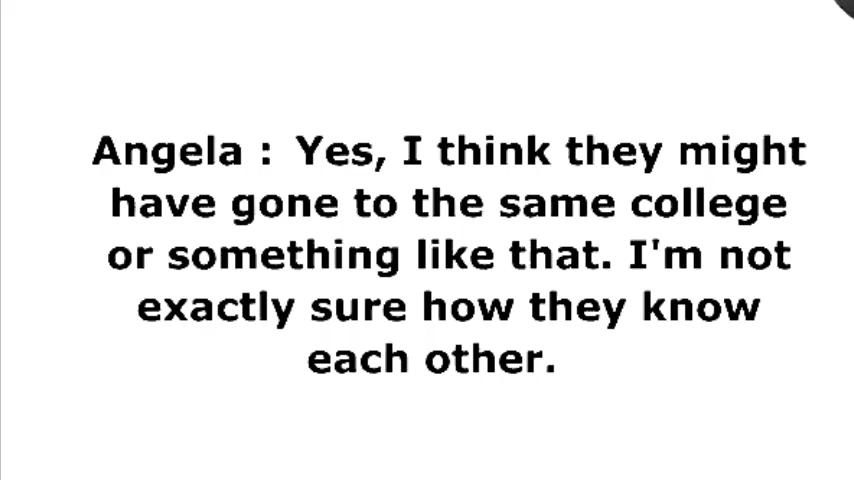 Angela :  Yes, I think they might
have gone to the same college
or something like that. I'm not
exactly sure how they know
each other.